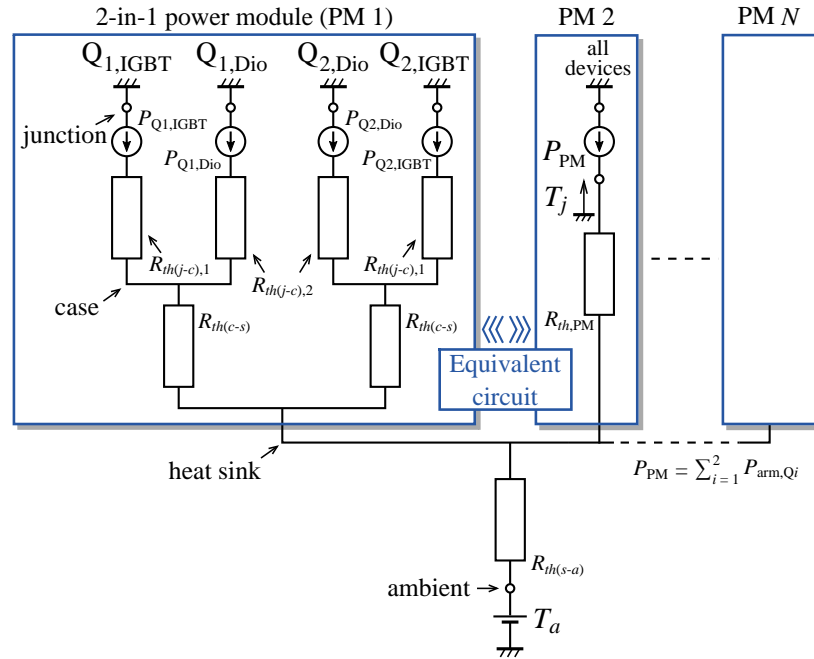 2-in-1 power module (PM 1)
PM 2
PM N
Q1,IGBT
Q1,Dio
Q2,Dio
Q2,IGBT
all
devices
junction
PQ1,IGBT
PQ1,Dio
PQ2,Dio
PQ2,IGBT
PPM
Tj
Rth(j-c),1
Rth(j-c),2
Rth(j-c),1
case
Rth(c-s)
Rth(c-s)
Rth,PM
Equivalent
circuit
heat sink
PPM = ∑2i = 1 Parm,Qi
Rth(s-a)
ambient
Ta